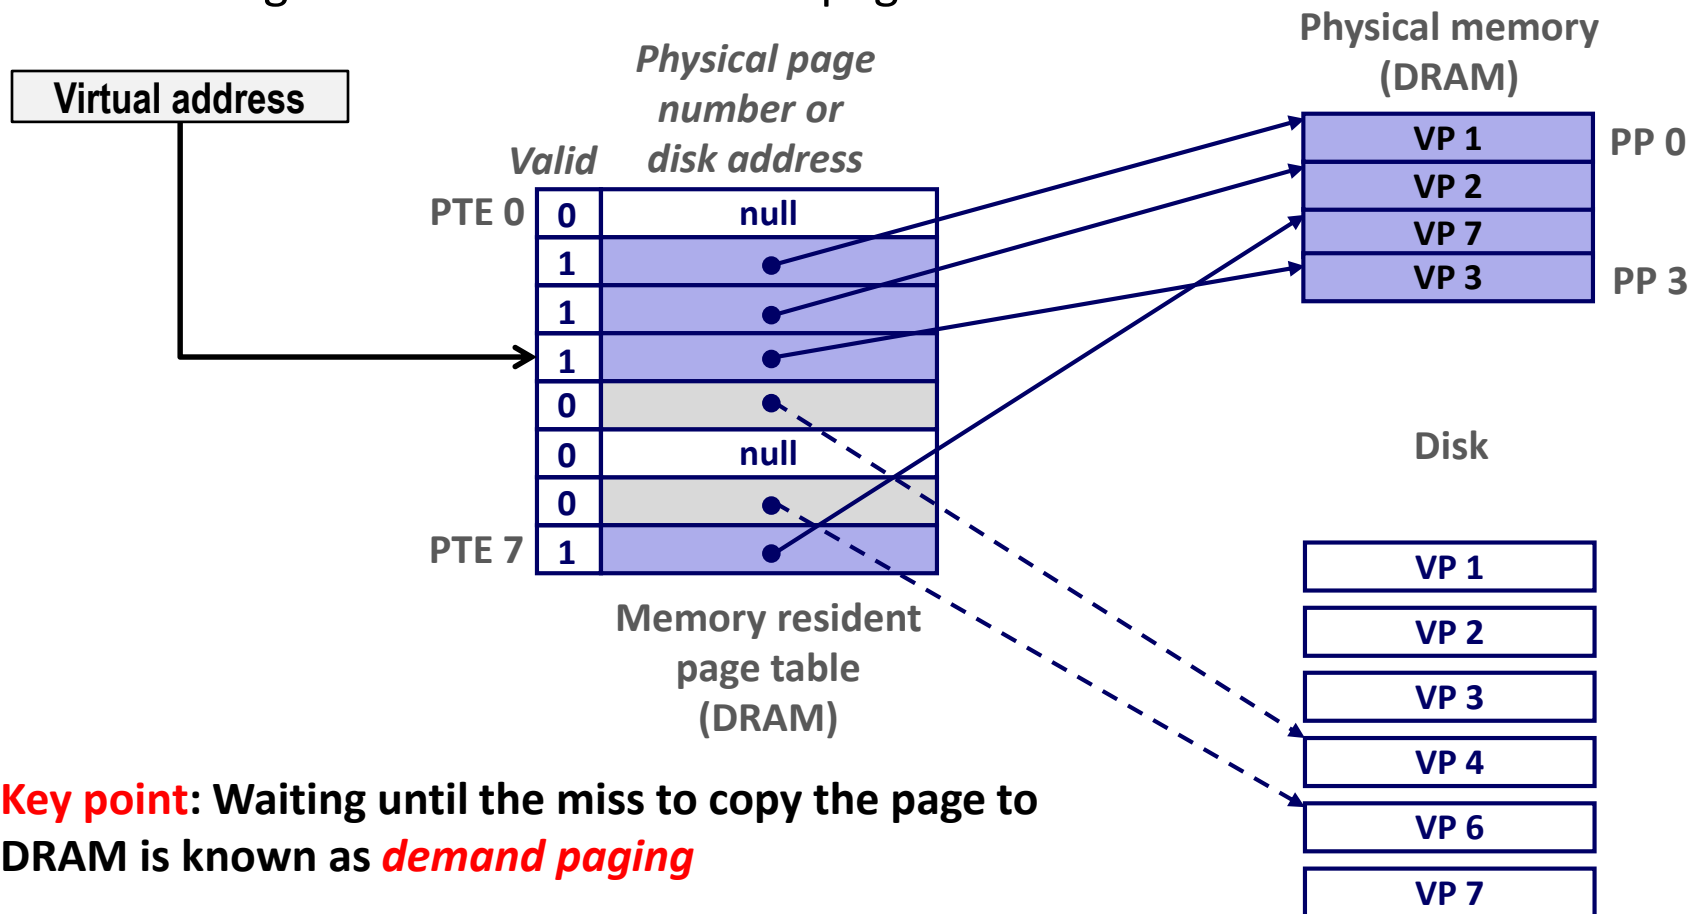 Physical memory
(DRAM)
Physical page
number or
disk address
Virtual address
Valid
VP 1
PP 0
VP 2
VP 7
VP 3
PP 3
PTE 0
0
null
1
1
1
0
0
null
0
PTE 7
1
Memory resident
page table
(DRAM)
Disk
VP 1
VP 2
VP 3
VP 4
VP 6
VP 7
Key point: Waiting until the miss to copy the page to
DRAM is known as demand paging